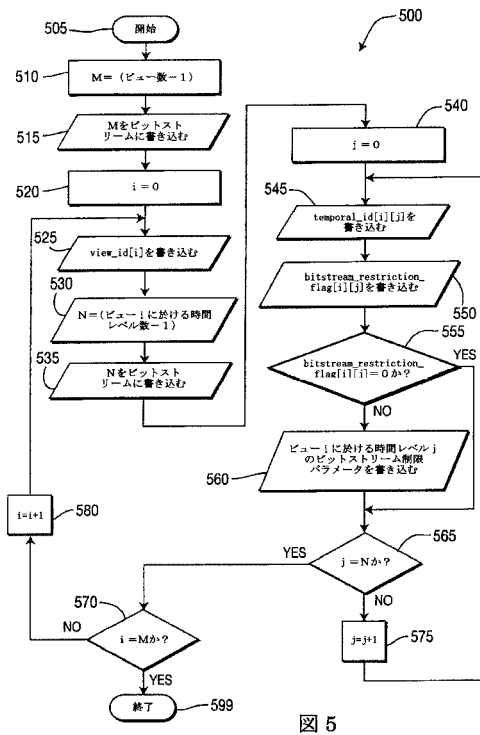 500
505
開始
510
M＝（ビュー数－1）
515
Mをビットスト
リームに書き込む
520
i＝0
525
view_id[i]を書き込む
530
N＝(ビューiに於ける時間
レベル数－1)
535
Nをビットスト
リームに書き込む
540
j＝0
545
temporal_id[i][j]を
書き込む
bitstream_restriction_
flag[i][j]を書き込む
550
555
bitstream_restriction_
flag[i][j]=0か？
YES
NO
ビューiに於ける時間レベルj
のビットストリーム制限
パラメータを書き込む
560
565
j＝Nか？
YES
NO
575
j=j+1
570
i＝Mか？
NO
YES
580
i=i+1
終了
599
図 5